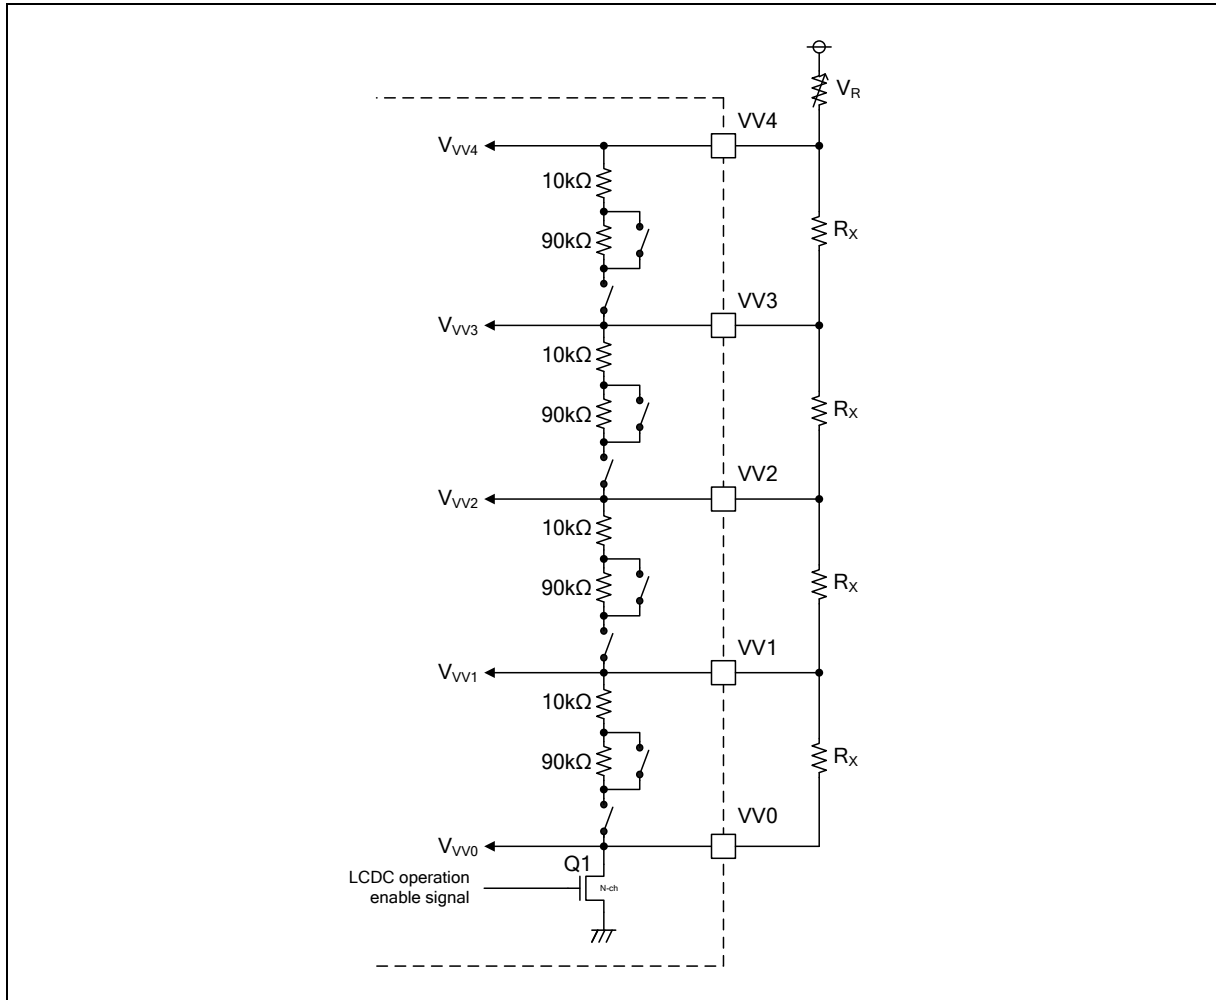 V_R
VV4
V_VV4
10kΩ
90kΩ
R_X
VV3
V_VV3
10kΩ
90kΩ
R_X
VV2
V_VV2
10kΩ
90kΩ
R_X
VV1
V_VV1
10kΩ
90kΩ
R_X
VV0
V_VV0
Q1
N-ch
LCDC operation
enable signal